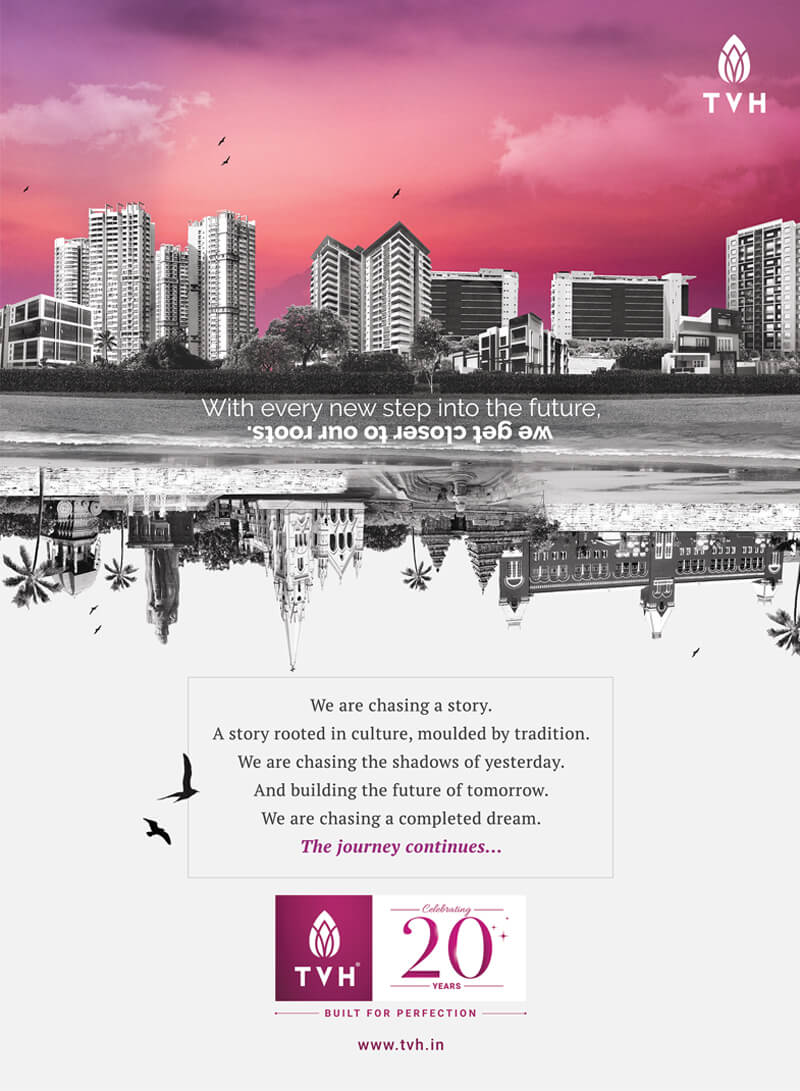 TVH
With every new step into the future,
we get closer to our roots.
We are chasing a story.
A story rooted in culture, moulded by tradition.
We are chasing the shadows of yesterday.
And building the future of tomorrow.
We are chasing a completed dream.
The journey continues...
TVH®
Celebrating
20
YEARS
BUILT FOR PERFECTION
www.tvh.in